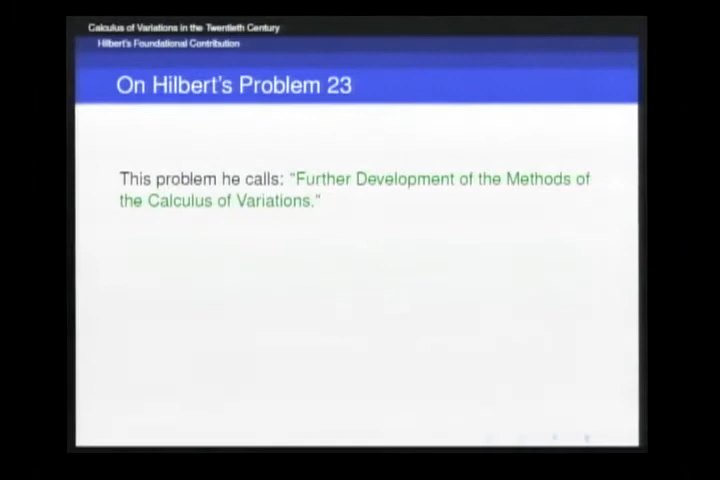 Calculus of Variations in the Twentieth Century
Hilbert's Foundational Contribution
On Hilbert's Problem 23
This problem he calls: "Further Development of the Methods of
the Calculus of Variations."